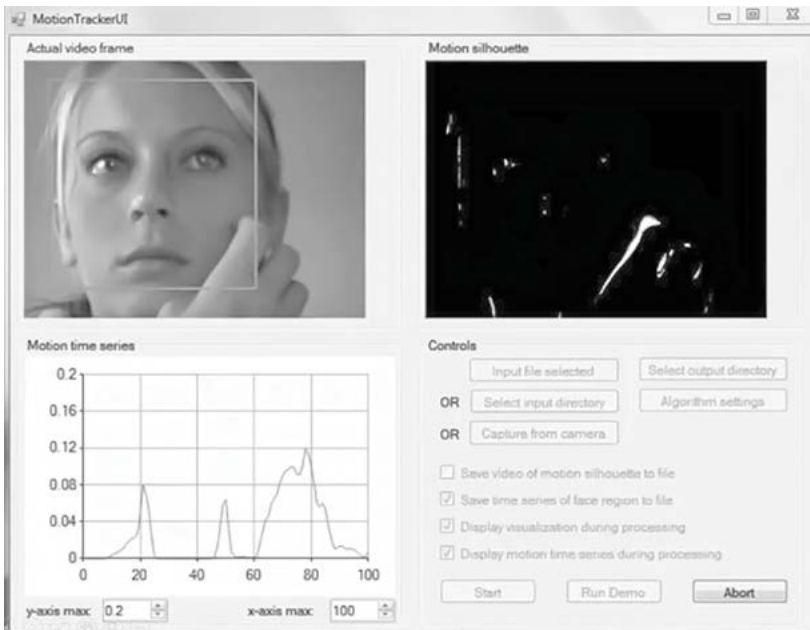 MotionTrackerUI
Actual video frame
Motion silhouette
Motion time series
0.2
0.16
0.12
0.08
0.04
0
0 20 40 60 80 100
y-axis max: 0.2
x-axis max: 100
Controls
Input file selected
Select output directory
OR Select input directory
Algorithm settings
OR Capture from camera
Save video of motion silhouette to file
Save time series of face region to file
Display visualization during processing
Display motion time series during processing
Start
Run Demo
Abort